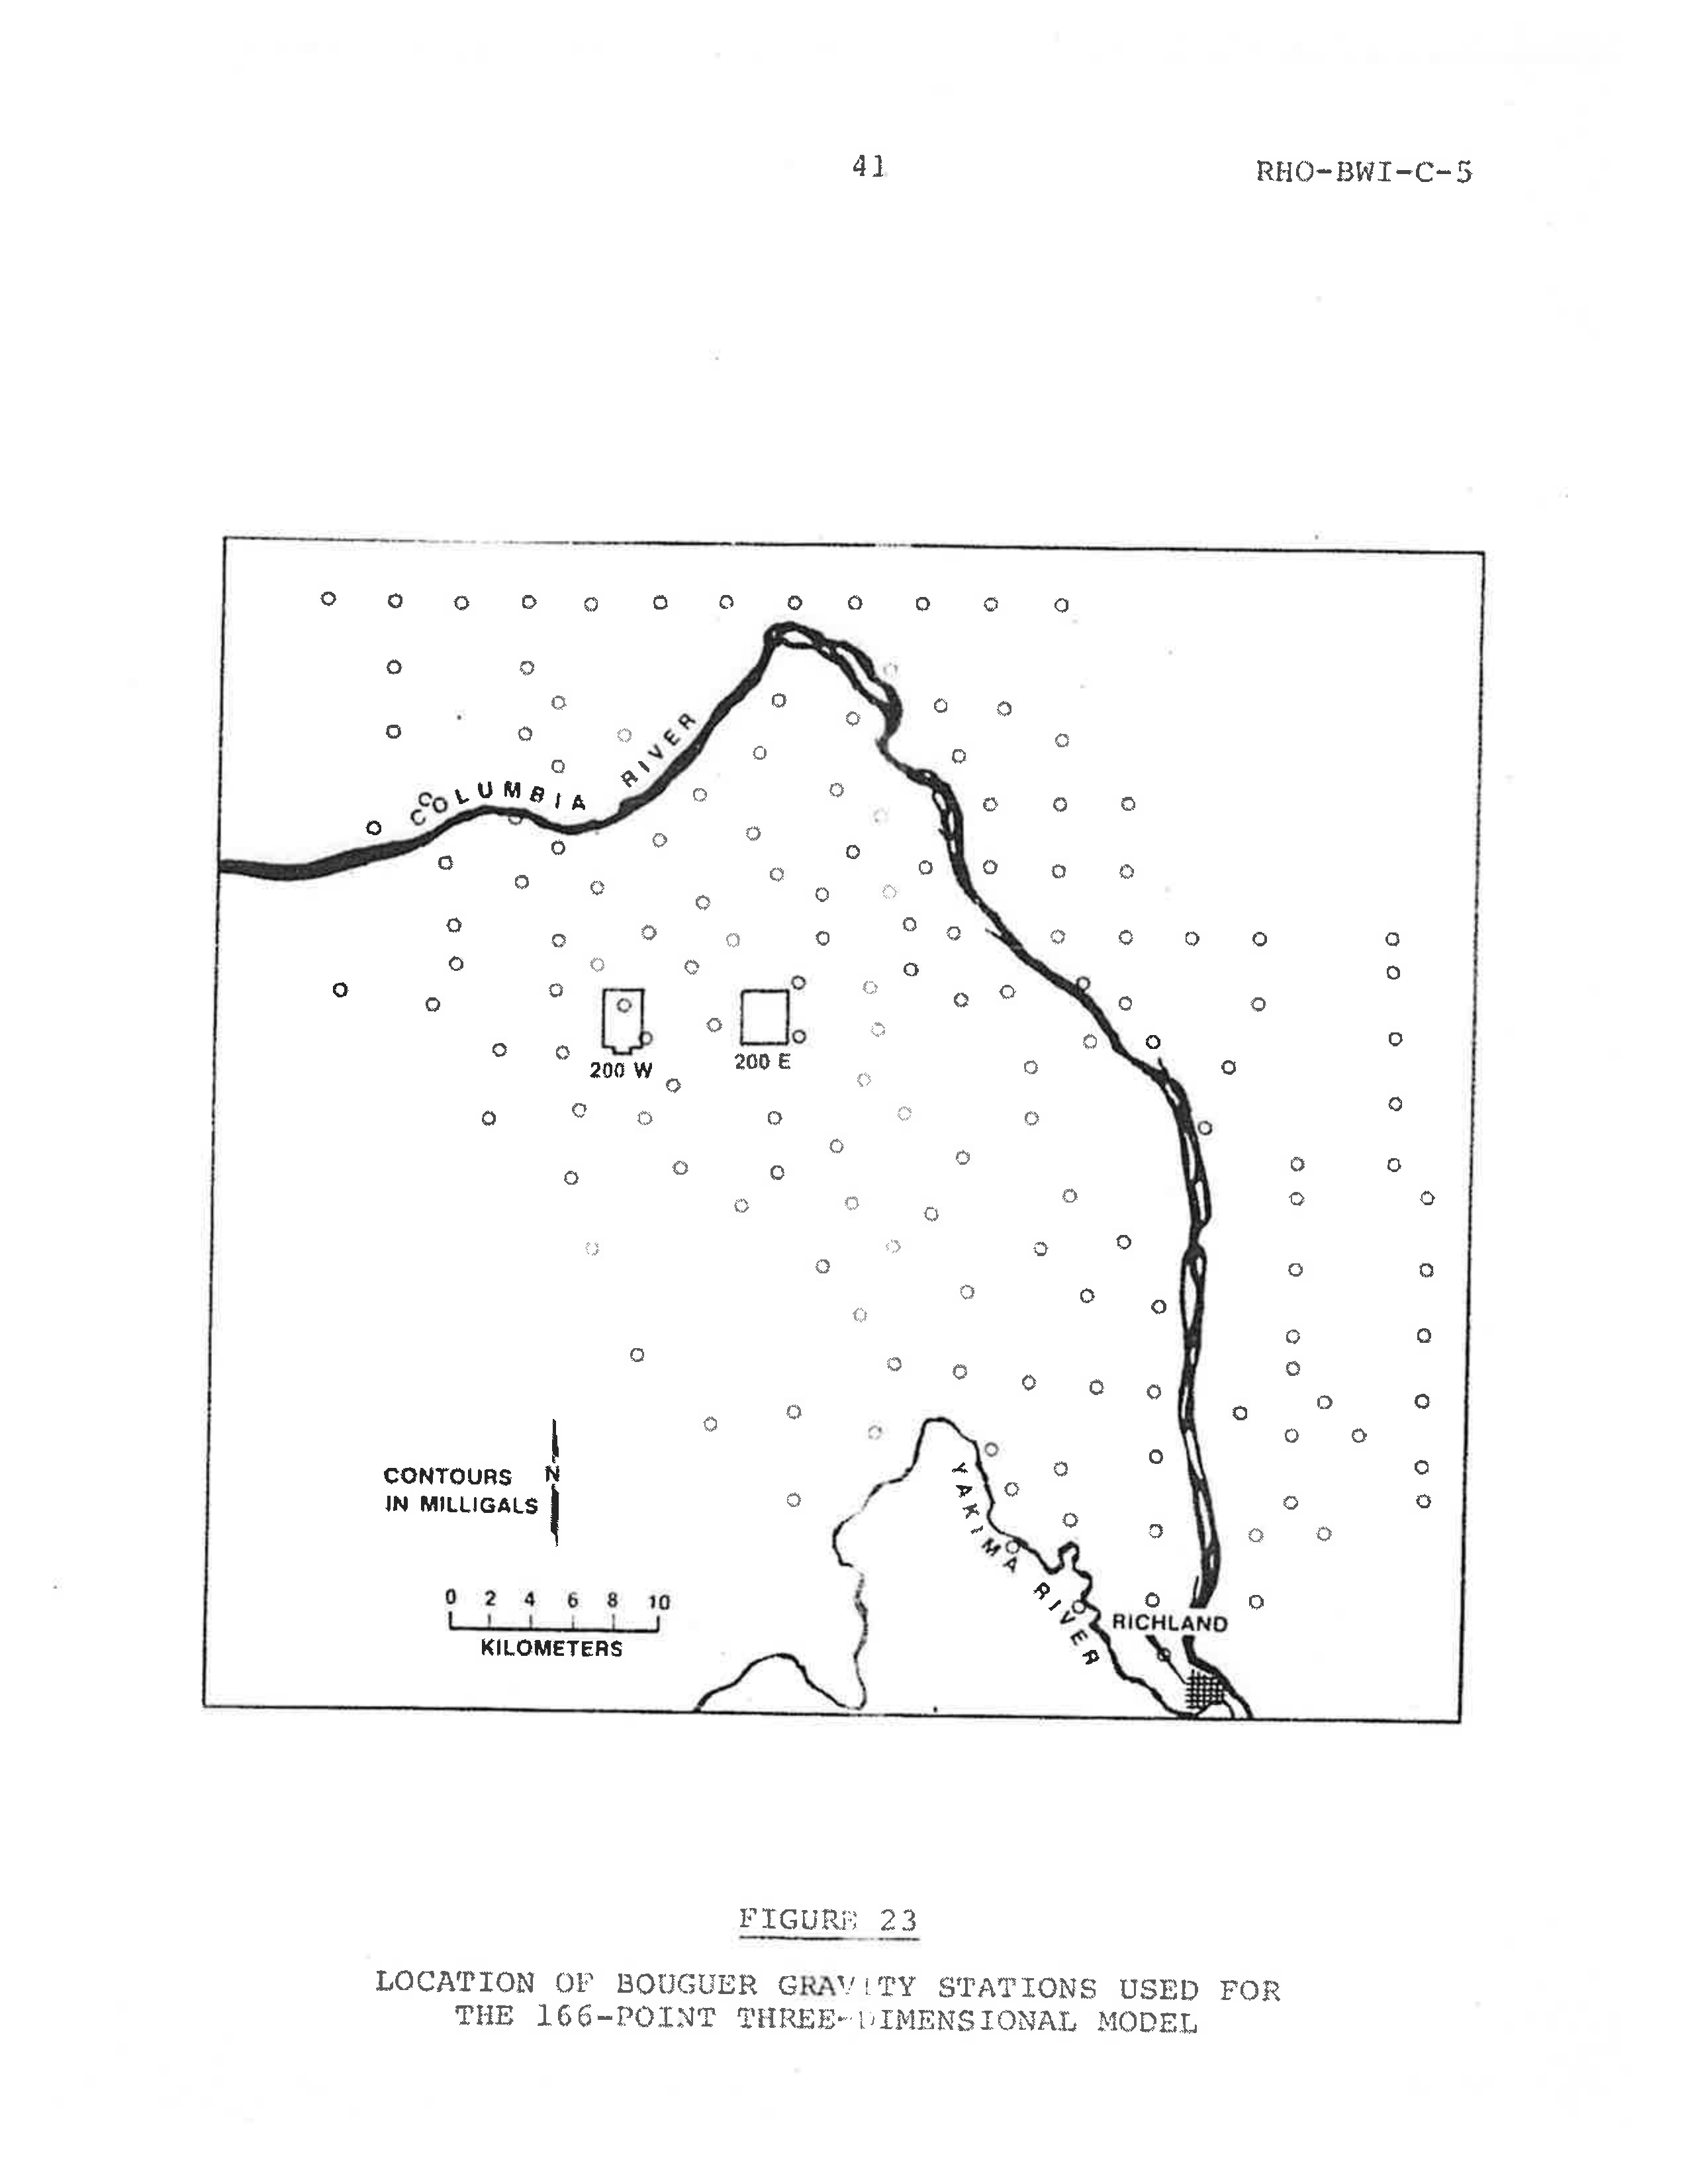 41
RHO-BWI-C-5
COLUMBIA RIVER
200 W
200 E
CONTOURS
IN MILLIGALS
N
YAKIMA RIVER
0 2 4 6 8 10
KILOMETERS
RICHLAND
FIGURE 23
LOCATION OF BOUGUER GRAVITY STATIONS USED FOR
THE 166-POINT THREE-DIMENSIONAL MODEL